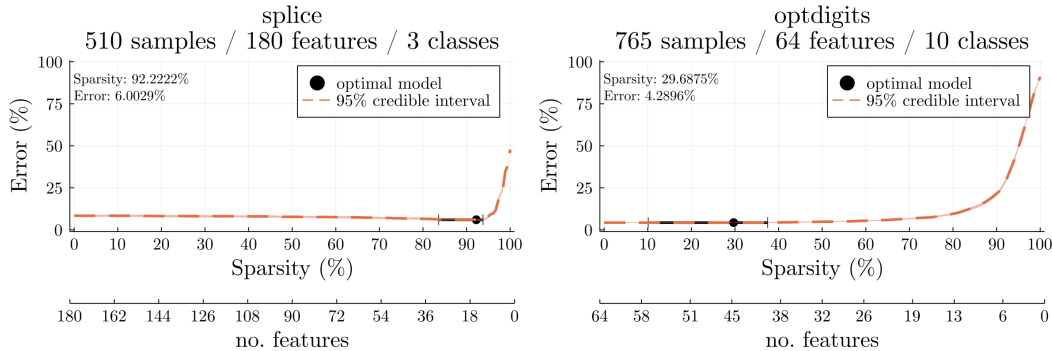 splice
510 samples / 180 features / 3 classes
Sparsity: 92.2222%
Error: 6.0029%
optimal model
95% credible interval
Error (%)
100
75
50
25
0
0 10 20 30 40 50 60 70 80 90 100
Sparsity (%)
180 162 144 126 108 90 72 54 36 18 0
no. features
optdigits
765 samples / 64 features / 10 classes
Sparsity: 29.6875%
Error: 4.2896%
optimal model
95% credible interval
Error (%)
100
75
50
25
0
0 10 20 30 40 50 60 70 80 90 100
Sparsity (%)
64 58 51 45 38 32 26 19 13 6 0
no. features